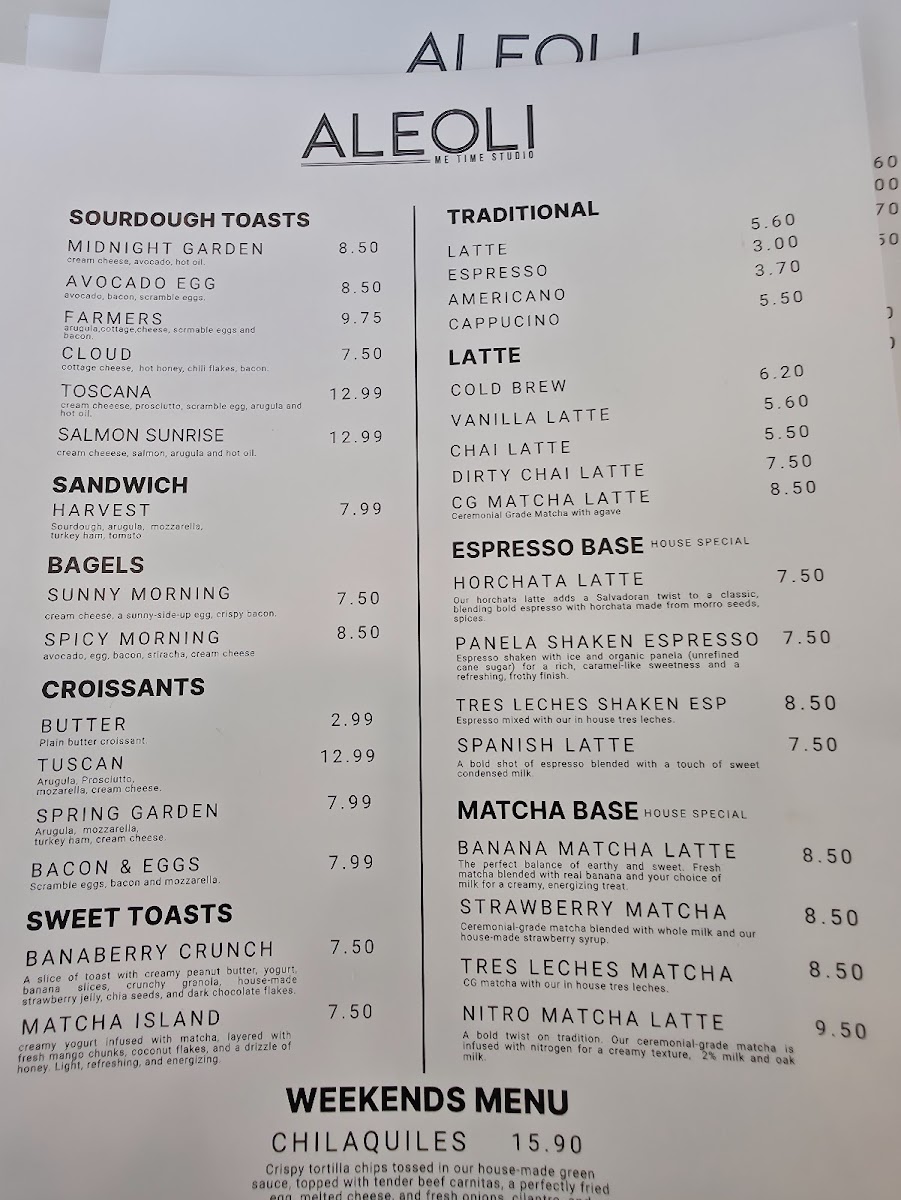 ALEOLI
ALEOLI
ME TIME STUDIO
SOURDOUGH TOASTS
MIDNIGHT GARDEN 8.50
cream cheese, avocado, hot oil.
AVOCADO EGG 8.50
avocado, bacon, scramble eggs.
FARMERS 9.75
arugula,cottage,cheese, scrmable eggs and
bacon.
CLOUD 7.50
cottage cheese, hot honey, chili flakes, bacon.
TOSCANA 12.99
cream cheeese, prosciutto, scramble egg, arugula and
hot oil.
SALMON SUNRISE 12.99
cream cheeese, salmon, arugula and hot oil.
SANDWICH
HARVEST 7.99
Sourdough, arugula, mozzarella,
turkey ham, tomato
BAGELS
SUNNY MORNING 7.50
cream cheese, a sunny-side-up egg, crispy bacon.
SPICY MORNING 8.50
avocado, egg, bacon, sriracha, cream cheese
CROISSANTS
BUTTER 2.99
Plain butter croissant.
TUSCAN 12.99
Arugula, Prosciutto,
mozarella, cream cheese.
SPRING GARDEN 7.99
Arugula, mozzarella,
turkey ham, cream cheese.
BACON & EGGS 7.99
Scramble eggs, bacon and mozzarella.
SWEET TOASTS
BANABERRY CRUNCH 7.50
A slice of toast with creamy peanut butter, yogurt,
banana slices, crunchy granola, house-made
strawberry jelly, chia seeds, and dark chocolate flakes.
MATCHA ISLAND 7.50
creamy yogurt infused with matcha, layered with
fresh mango chunks, coconut flakes, and a drizzle of
honey. Light, refreshing, and energizing.
TRADITIONAL
LATTE 5.60
ESPRESSO 3.00
AMERICANO 3.70
CAPPUCINO 5.50
LATTE
COLD BREW 6.20
VANILLA LATTE 5.60
CHAI LATTE 5.50
DIRTY CHAI LATTE 7.50
CG MATCHA LATTE 8.50
Ceremonial Grade Matcha with agave
ESPRESSO BASE HOUSE SPECIAL
HORCHATA LATTE 7.50
Our horchata latte adds a Salvadoran twist to a classic,
blending bold espresso with horchata made from morro seeds,
spices.
PANELA SHAKEN ESPRESSO 7.50
Espresso shaken with ice and organic panela (unrefined
cane sugar) for a rich, caramel-like sweetness and a
refreshing, frothy finish.
TRES LECHES SHAKEN ESP 8.50
Espresso mixed with our in house tres leches.
SPANISH LATTE 7.50
A bold shot of espresso blended with a touch of sweet
condensed milk.
MATCHA BASE HOUSE SPECIAL
BANANA MATCHA LATTE 8.50
The perfect balance of earthy and sweet. Fresh
matcha blended with real banana and your choice of
milk for a creamy, energizing treat.
STRAWBERRY MATCHA 8.50
Ceremonial-grade matcha blended with whole milk and our
house-made strawberry syrup.
TRES LECHES MATCHA 8.50
CG matcha with our in house tres leches.
NITRO MATCHA LATTE 9.50
A bold twist on tradition. Our ceremonial-grade matcha is
infused with nitrogen for a creamy texture, 2% milk and oak
milk.
60
00
70
50
WEEKENDS MENU
CHILAQUILES 15.90
Crispy tortilla chips tossed in our house-made green
sauce, topped with tender beef carnitas, a perfectly fried
egg, melted cheese, and fresh onions, cilantro, and